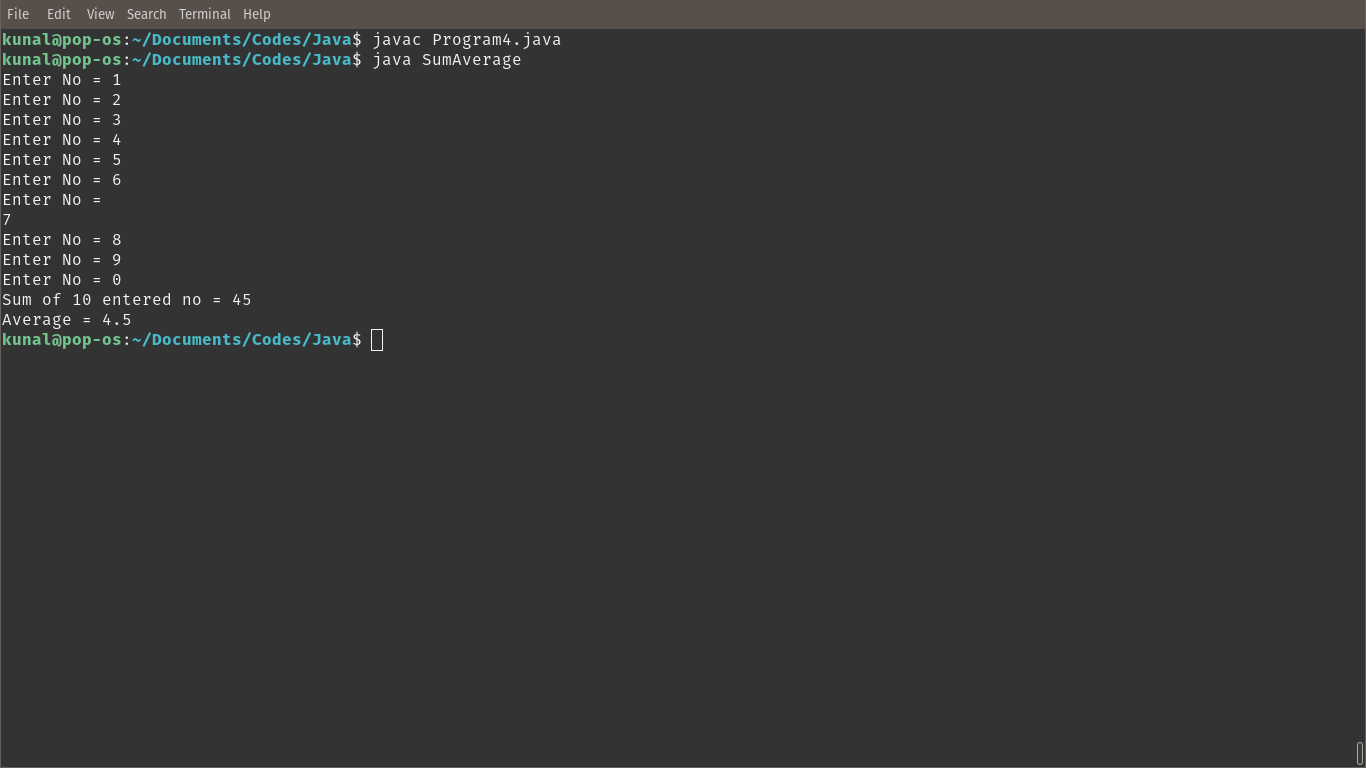 File Edit View Search Terminal Help
kunal@pop-os:~/Documents/Codes/Java$ javac Program4.java
kunal@pop-os:~/Documents/Codes/Java$ java SumAverage
Enter No = 1
Enter No = 2
Enter No = 3
Enter No = 4
Enter No = 5
Enter No = 6
Enter No =
7
Enter No = 8
Enter No = 9
Enter No = 0
Sum of 10 entered no = 45
Average = 4.5
kunal@pop-os:~/Documents/Codes/Java$